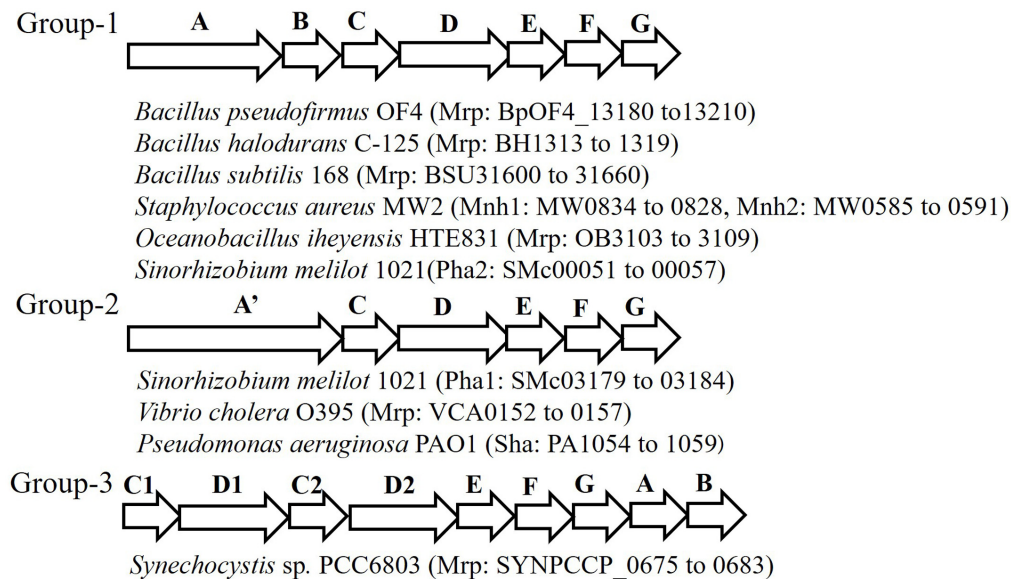 Group-1 A B C D E F G
Bacillus pseudofirmus OF4 (Mrp: BpOF4_13180 to13210)
Bacillus halodurans C-125 (Mrp: BH1313 to 1319)
Bacillus subtilis 168 (Mrp: BSU31600 to 31660)
Staphylococcus aureus MW2 (Mnh1: MW0834 to 0828, Mnh2: MW0585 to 0591)
Oceanobacillus iheyensis HTE831 (Mrp: OB3103 to 3109)
Sinorhizobium melilot 1021(Pha2: SMc00051 to 00057)
Group-2 A’ C D E F G
Sinorhizobium melilot 1021 (Pha1: SMc03179 to 03184)
Vibrio cholera O395 (Mrp: VCA0152 to 0157)
Pseudomonas aeruginosa PAO1 (Sha: PA1054 to 1059)
Group-3 C1 D1 C2 D2 E F G A B
Synechocystis sp. PCC6803 (Mrp: SYNPCCP_0675 to 0683)